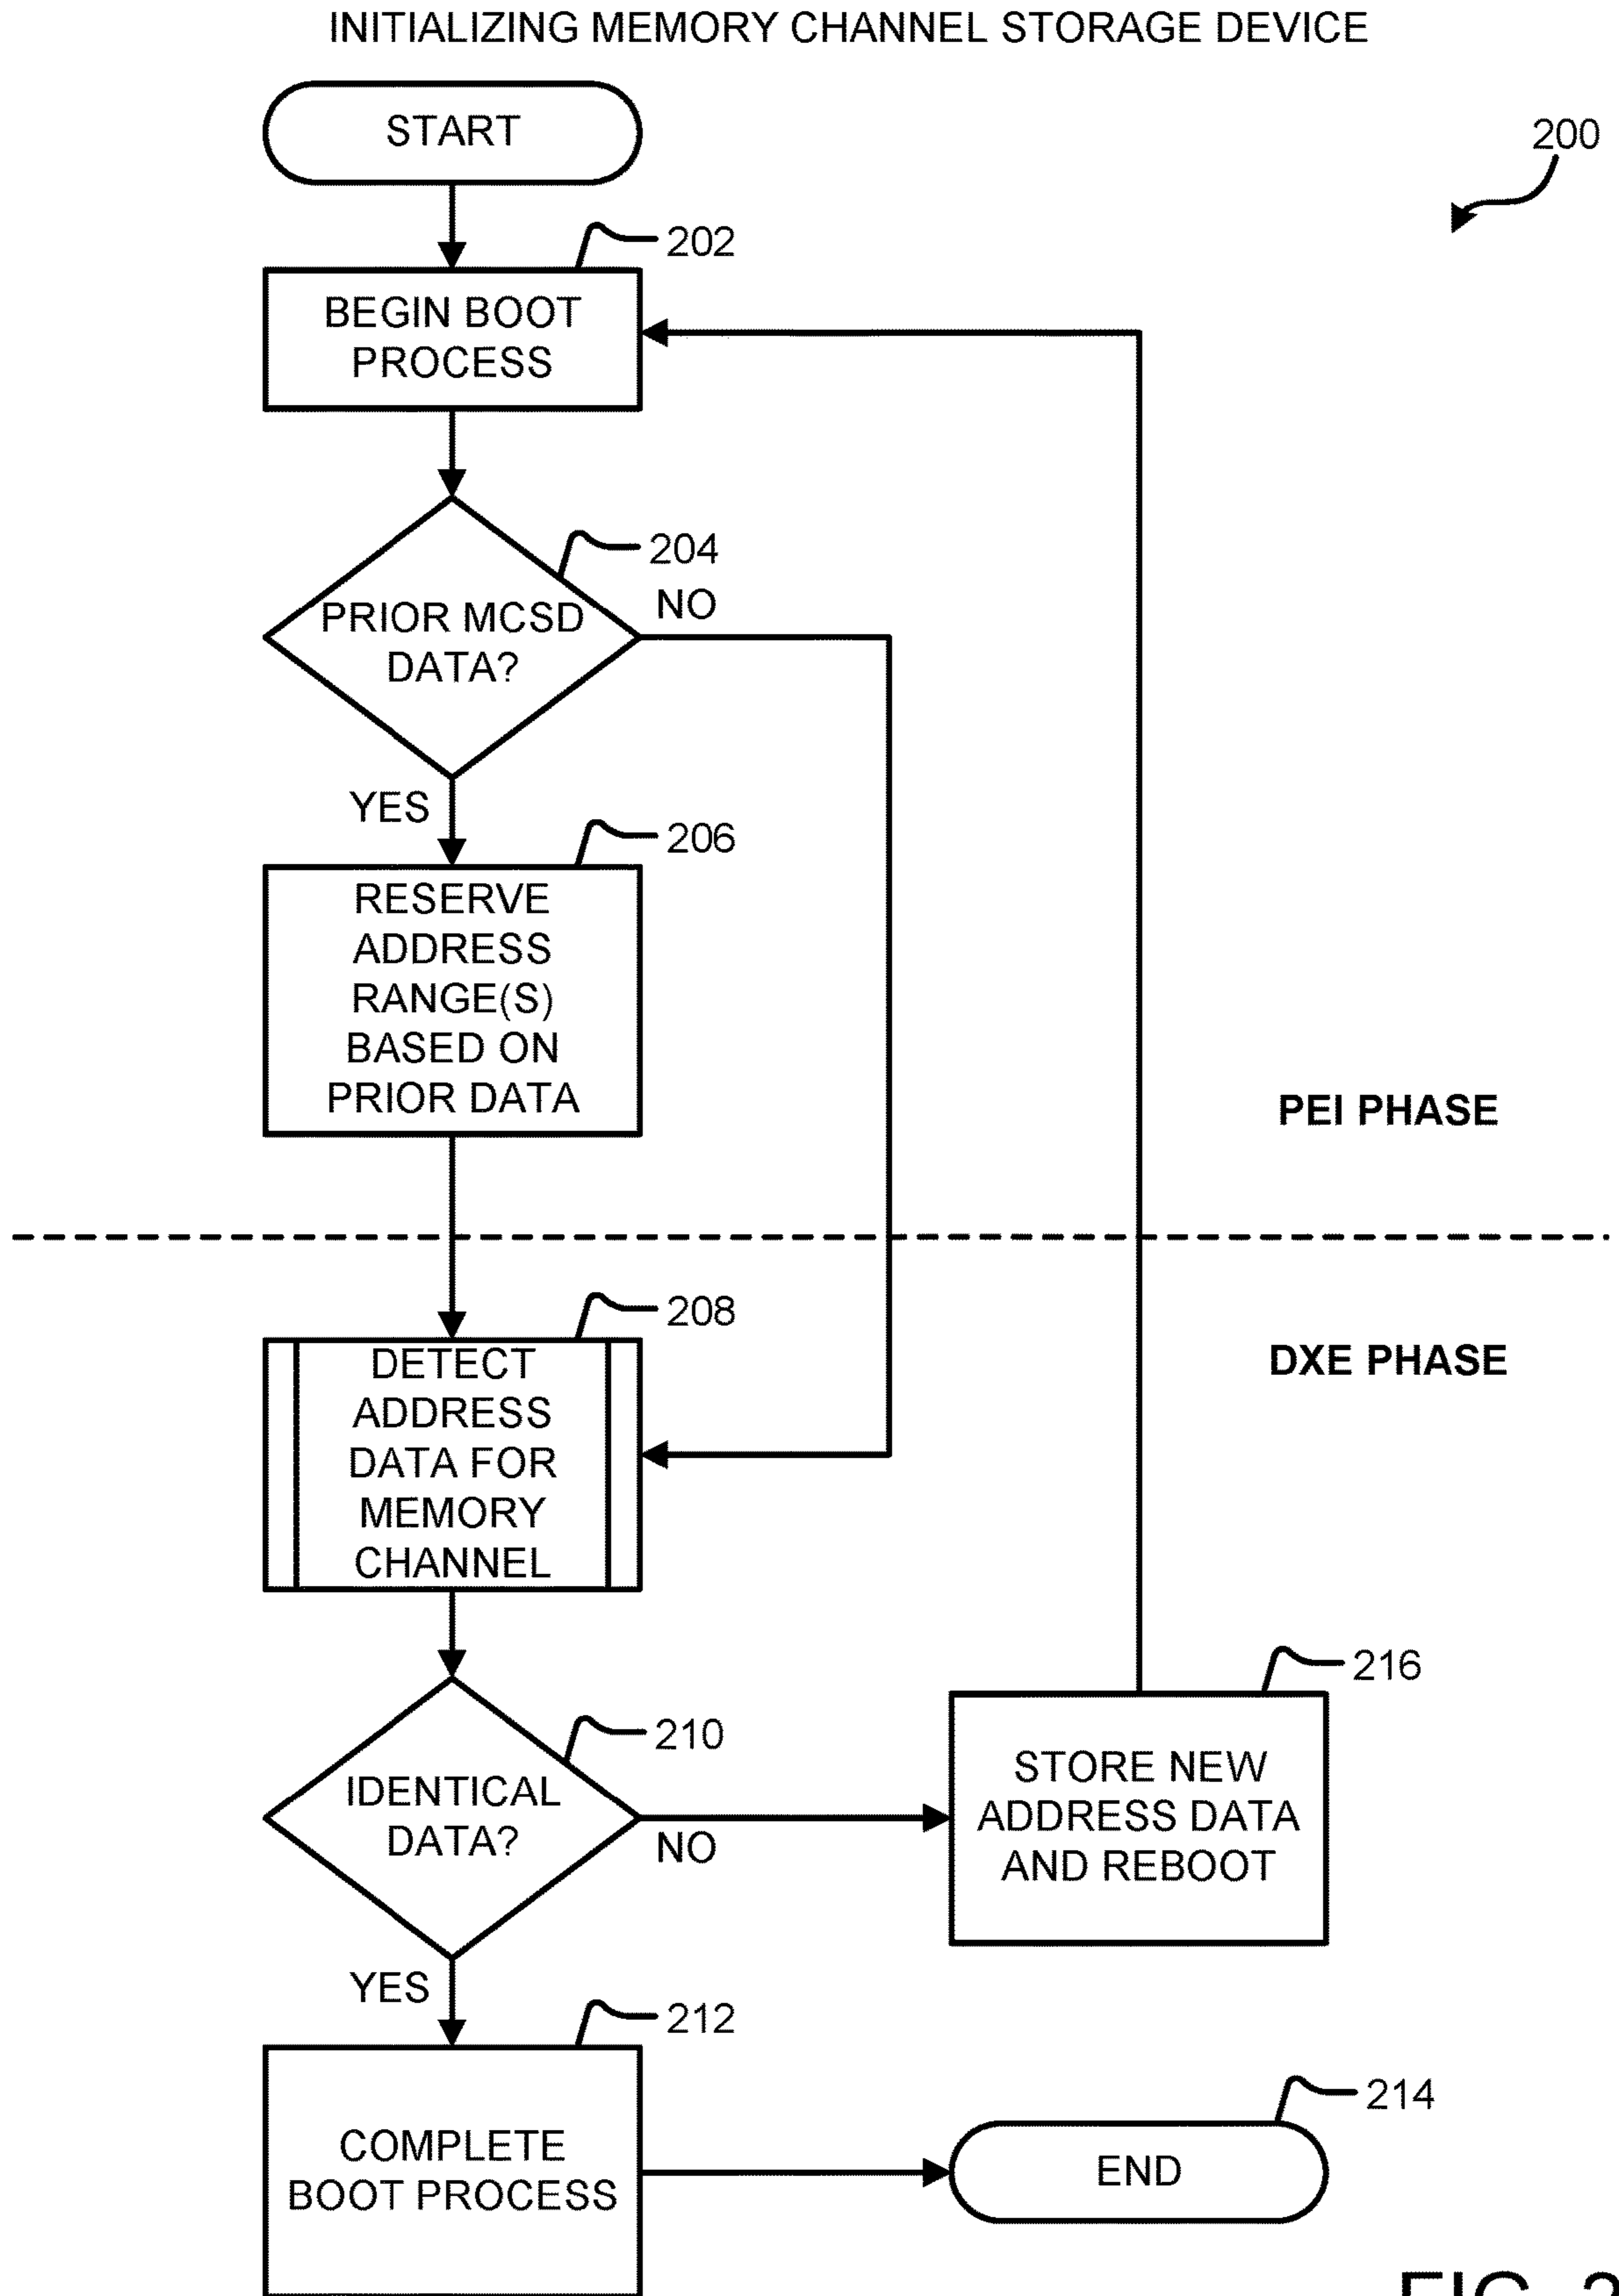 INITIALIZING MEMORY CHANNEL STORAGE DEVICE
START
200
202
BEGIN BOOT
PROCESS
204
PRIOR MCSD
DATA?
NO
YES
206
RESERVE
ADDRESS
RANGE(S)
BASED ON
PRIOR DATA
PEI PHASE
208
DXE PHASE
DETECT
ADDRESS
DATA FOR
MEMORY
CHANNEL
210
IDENTICAL
DATA?
NO
216
STORE NEW
ADDRESS DATA
AND REBOOT
YES
212
COMPLETE
BOOT PROCESS
214
END
FIG. 2